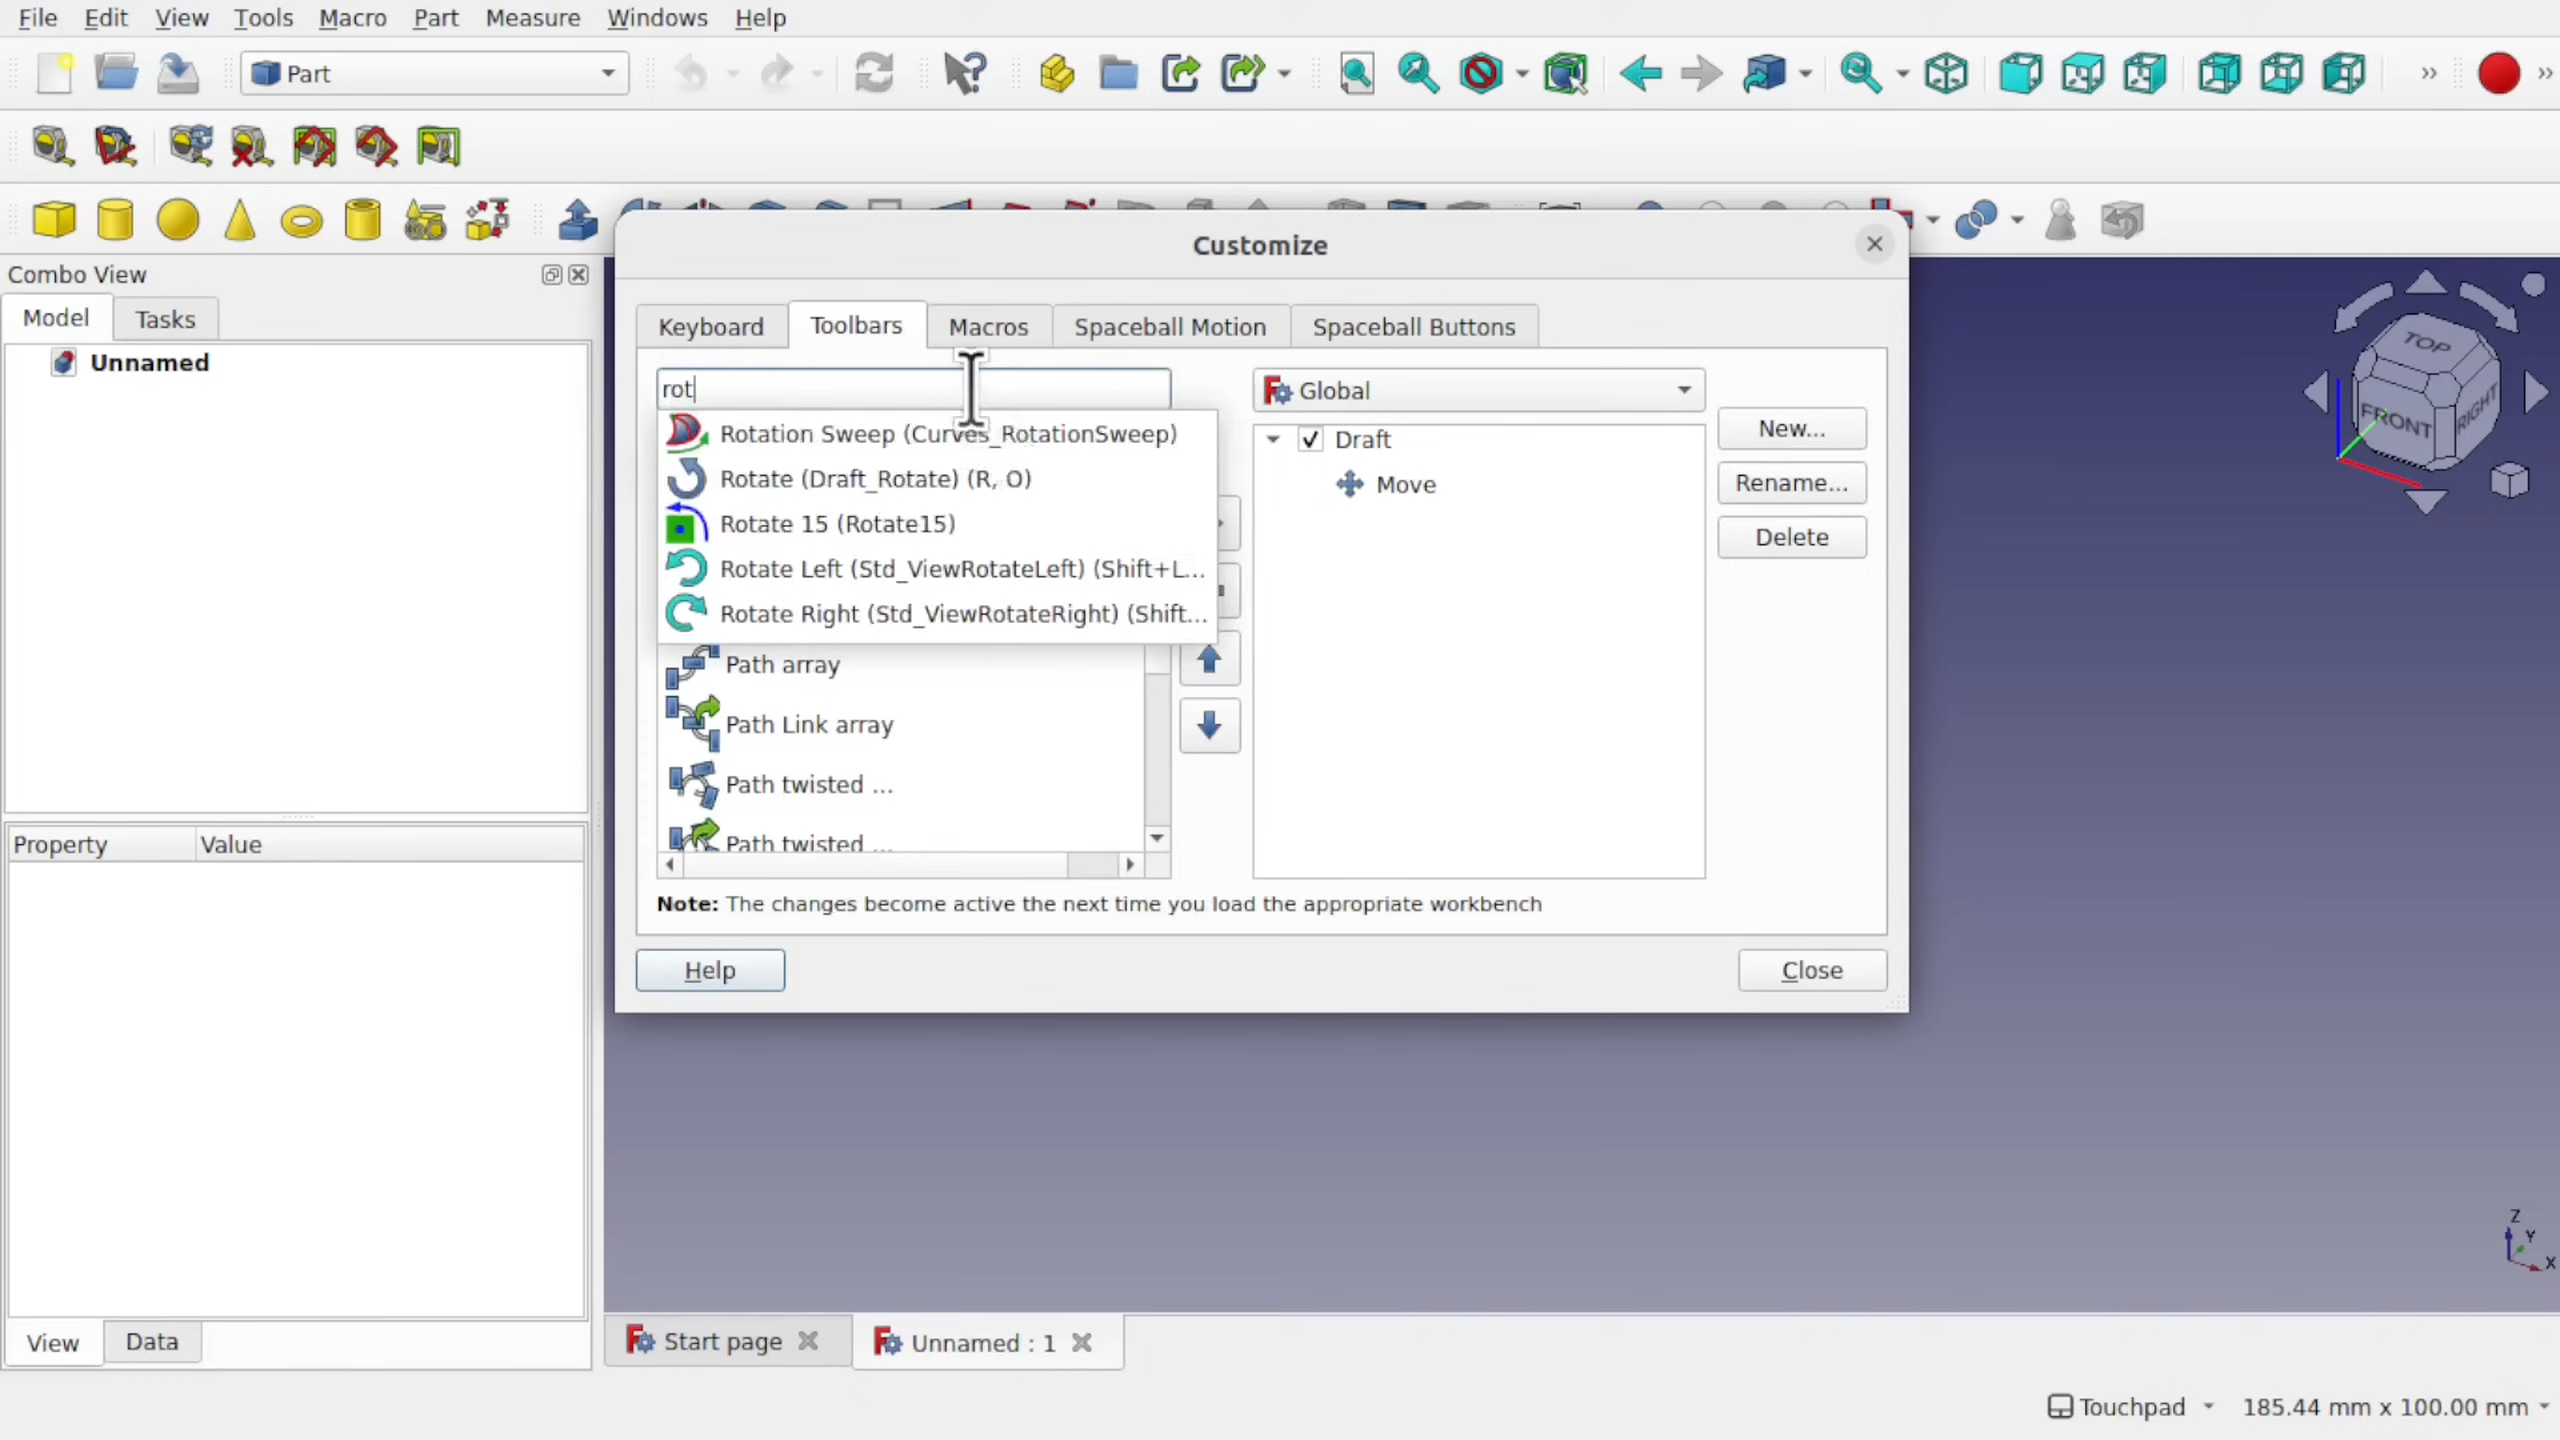 File Edit View Tools Macro Part Measure Windows Help
Part
Combo View
Model Tasks
Unnamed
Property Value
View Data
Customize
Keyboard Toolbars Macros Spaceball Motion Spaceball Buttons
rot
Rotation Sweep (Curves_RotationSweep)
Rotate (Draft_Rotate) (R, O)
Rotate 15 (Rotate15)
Rotate Left (Std_ViewRotateLeft) (Shift+L...
Rotate Right (Std_ViewRotateRight) (Shift...
Path array
Path Link array
Path twisted ...
Path twisted ...
Global
Draft
Move
New...
Rename...
Delete
Note: The changes become active the next time you load the appropriate workbench
Help Close
TOP
FRONT
RIGHT
Z
Y
X
Start page Unnamed : 1
Touchpad 185.44 mm x 100.00 mm